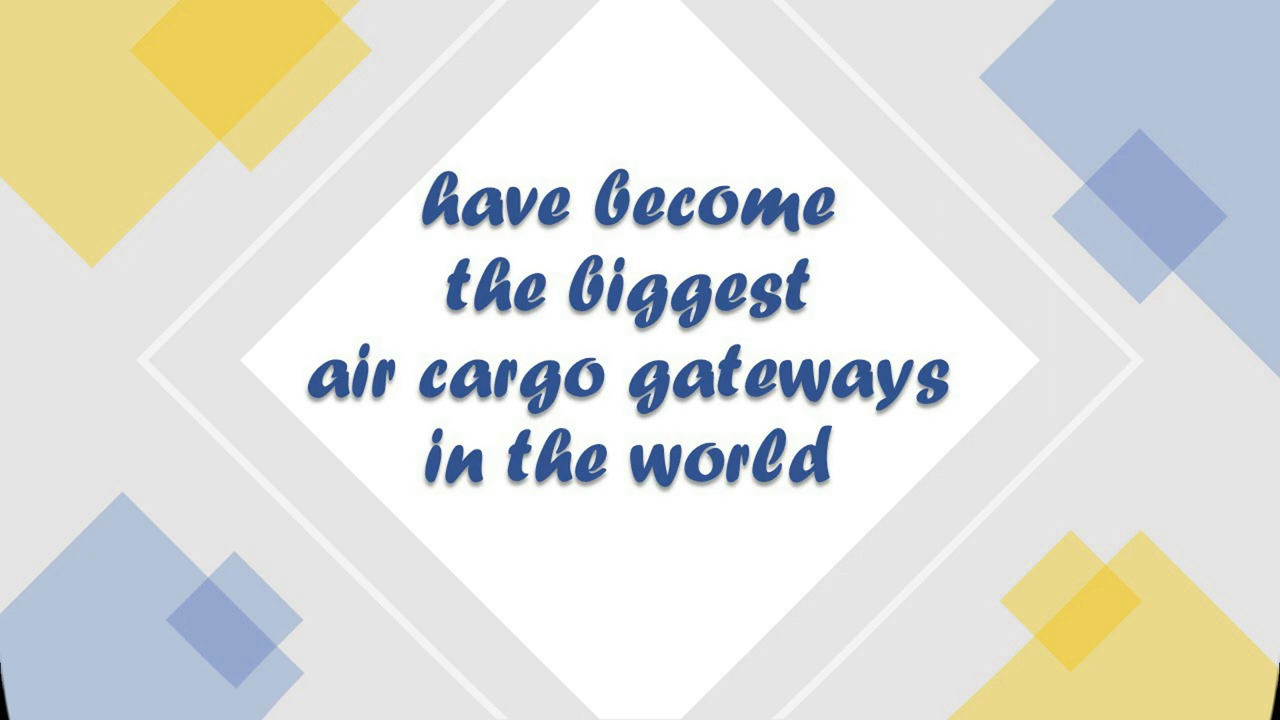 have become
the biggest
air cargo gateways
in the world